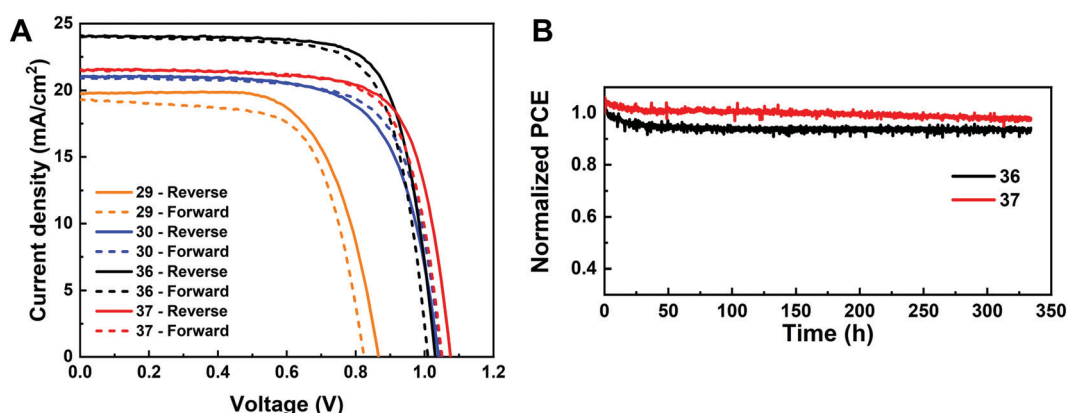 A
25
20
15
10
5
0
Current density (mA/cm²)
29 - Reverse
29 - Forward
30 - Reverse
30 - Forward
36 - Reverse
36 - Forward
37 - Reverse
37 - Forward
0.0 0.2 0.4 0.6 0.8 1.0 1.2
Voltage (V)
B
1.0
0.8
0.6
0.4
Normalized PCE
36
37
0 50 100 150 200 250 300 350
Time (h)